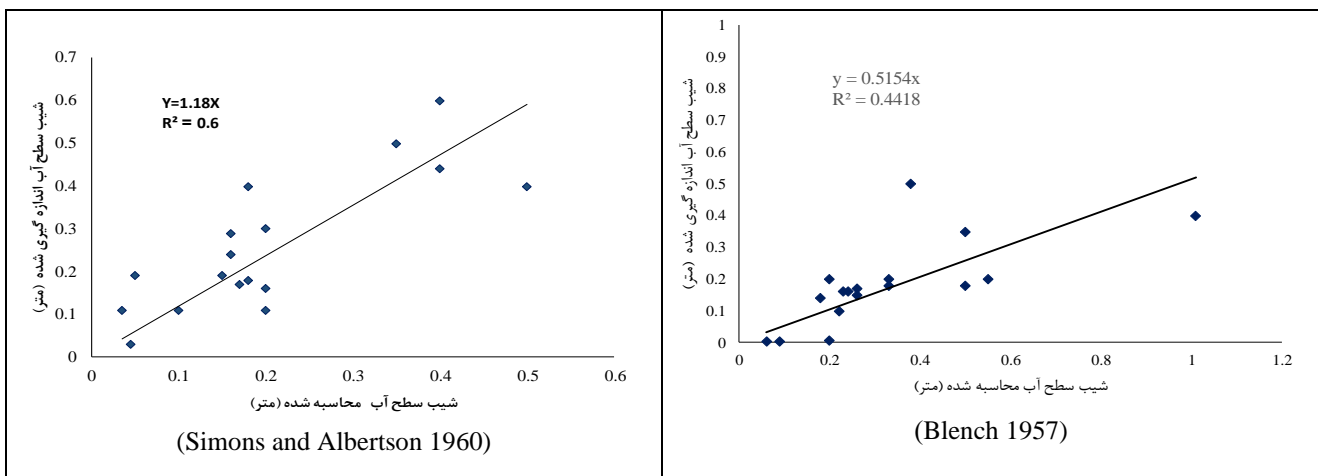 شیب سطح آب اندازه گیری شده (متر)
0.7
0.6
0.5
0.4
0.3
0.2
0.1
0
Y=1.18X
R² = 0.6
0 0.1 0.2 0.3 0.4 0.5 0.6
شیب سطح آب محاسبه شده (متر)
(Simons and Albertson 1960)
شیب سطح آب اندازه گیری شده (متر)
1
0.9
0.8
0.7
0.6
0.5
0.4
0.3
0.2
0.1
0
y = 0.5154x
R² = 0.4418
0 0.2 0.4 0.6 0.8 1 1.2
شیب سطح آب محاسبه شده (متر)
(Blench 1957)